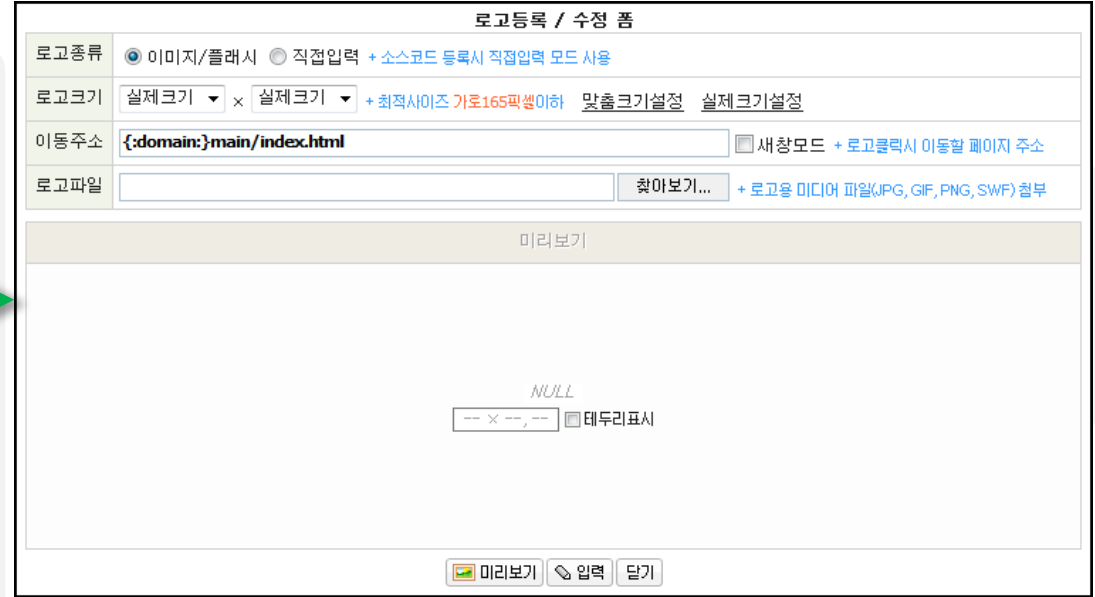 로고등록 / 수정 폼
로고종류 이미지/플래시 직접입력 + 소스코드 등록시 직접입력 모드 사용
로고크기 실제크기 × 실제크기 + 최적사이즈 가로165픽셀이하 맞춤크기설정 실제크기설정
이동주소 {:domain:}main/index.html 새창모드 + 로고클릭시 이동할 페이지 주소
로고파일 찾아보기... + 로고용 미디어 파일(JPG, GIF, PNG, SWF) 첨부
미리보기
NULL
-- × --, -- 테두리표시
미리보기 입력 닫기